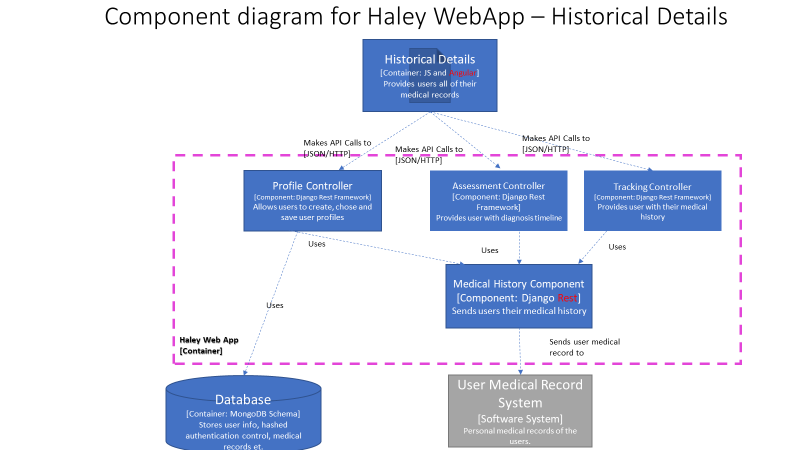 Component diagram for Haley WebApp – Historical Details
Historical Details
[Container: JS and Angular]
Provides users all of their
medical records
Makes API Calls to
[JSON/HTTP]
Makes API Calls to
[JSON/HTTP]
Makes API Calls to
[JSON/HTTP]
Profile Controller
[Component: Django Rest Framework]
Allows users to create, chose and
save user profiles
Assessment Controller
[Component: Django Rest
Framework]
Provides user with diagnosis timeline
Tracking Controller
[Component: Django Rest Framework]
Provides user with their medical
history
Uses
Uses
Uses
Medical History Component
[Component: Django Rest]
Sends users their medical history
Uses
Haley Web App
[Container]
Sends user medical
record to
Database
[Container: MongoDB Schema]
Stores user info, hashed
authentication control, medical
records et.
User Medical Record
System
[Software System]
Personal medical records of the
users.